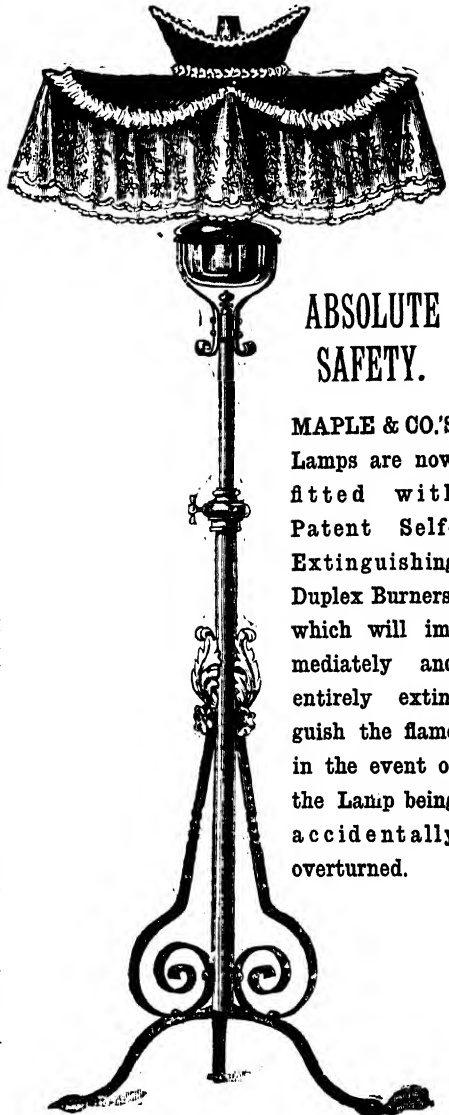 ABSOLUTE
SAFETY.
MAPLE & CO.'S
Lamps are now
fitted with
Patent Self-
Extinguishing
Duplex Burners
which will im
mediately and
entirely extin
guish the flame
in the event o
the Lamp being
accidentally
overturned.